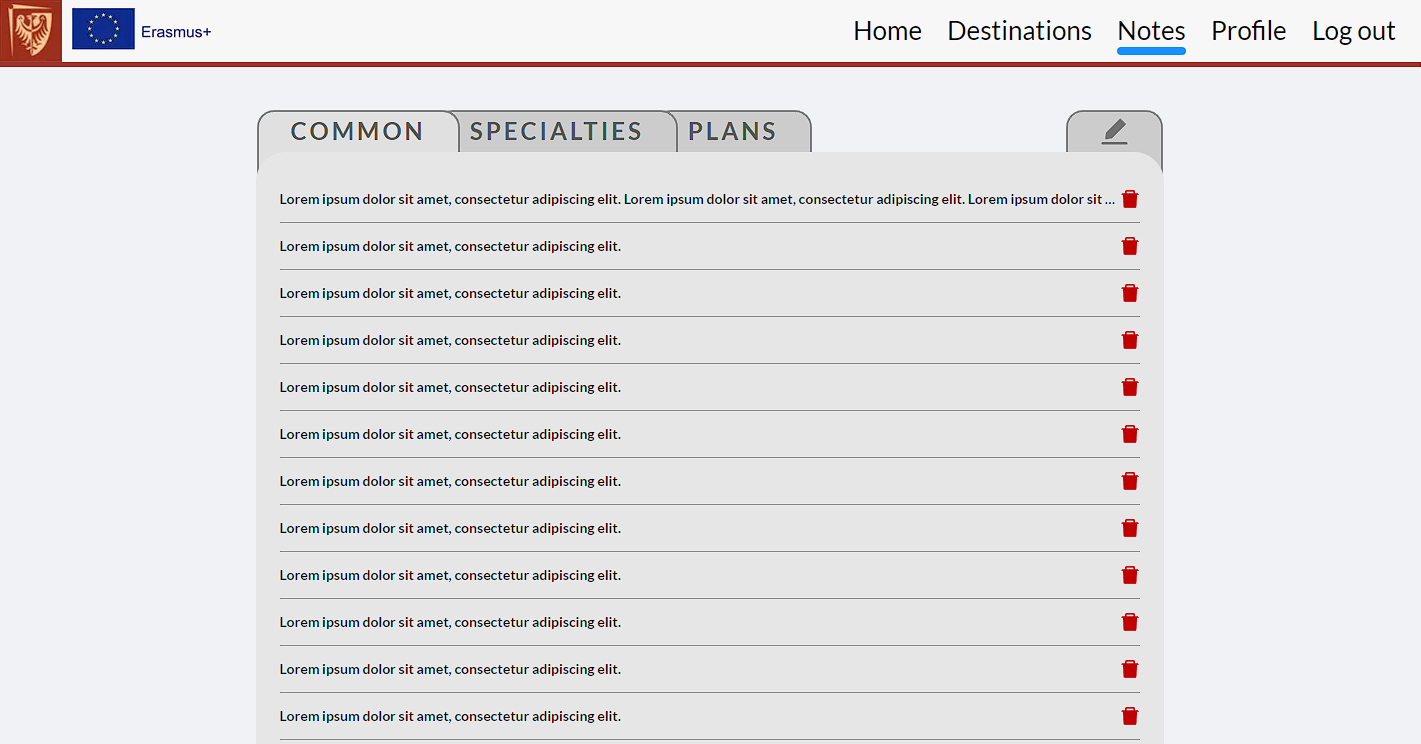 Erasmus+
Home Destinations Notes Profile Log out
COMMON SPECIALTIES PLANS
Lorem ipsum dolor sit amet, consectetur adipiscing elit. Lorem ipsum dolor sit amet, consectetur adipiscing elit. Lorem ipsum dolor sit ...
Lorem ipsum dolor sit amet, consectetur adipiscing elit.
Lorem ipsum dolor sit amet, consectetur adipiscing elit.
Lorem ipsum dolor sit amet, consectetur adipiscing elit.
Lorem ipsum dolor sit amet, consectetur adipiscing elit.
Lorem ipsum dolor sit amet, consectetur adipiscing elit.
Lorem ipsum dolor sit amet, consectetur adipiscing elit.
Lorem ipsum dolor sit amet, consectetur adipiscing elit.
Lorem ipsum dolor sit amet, consectetur adipiscing elit.
Lorem ipsum dolor sit amet, consectetur adipiscing elit.
Lorem ipsum dolor sit amet, consectetur adipiscing elit.
Lorem ipsum dolor sit amet, consectetur adipiscing elit.